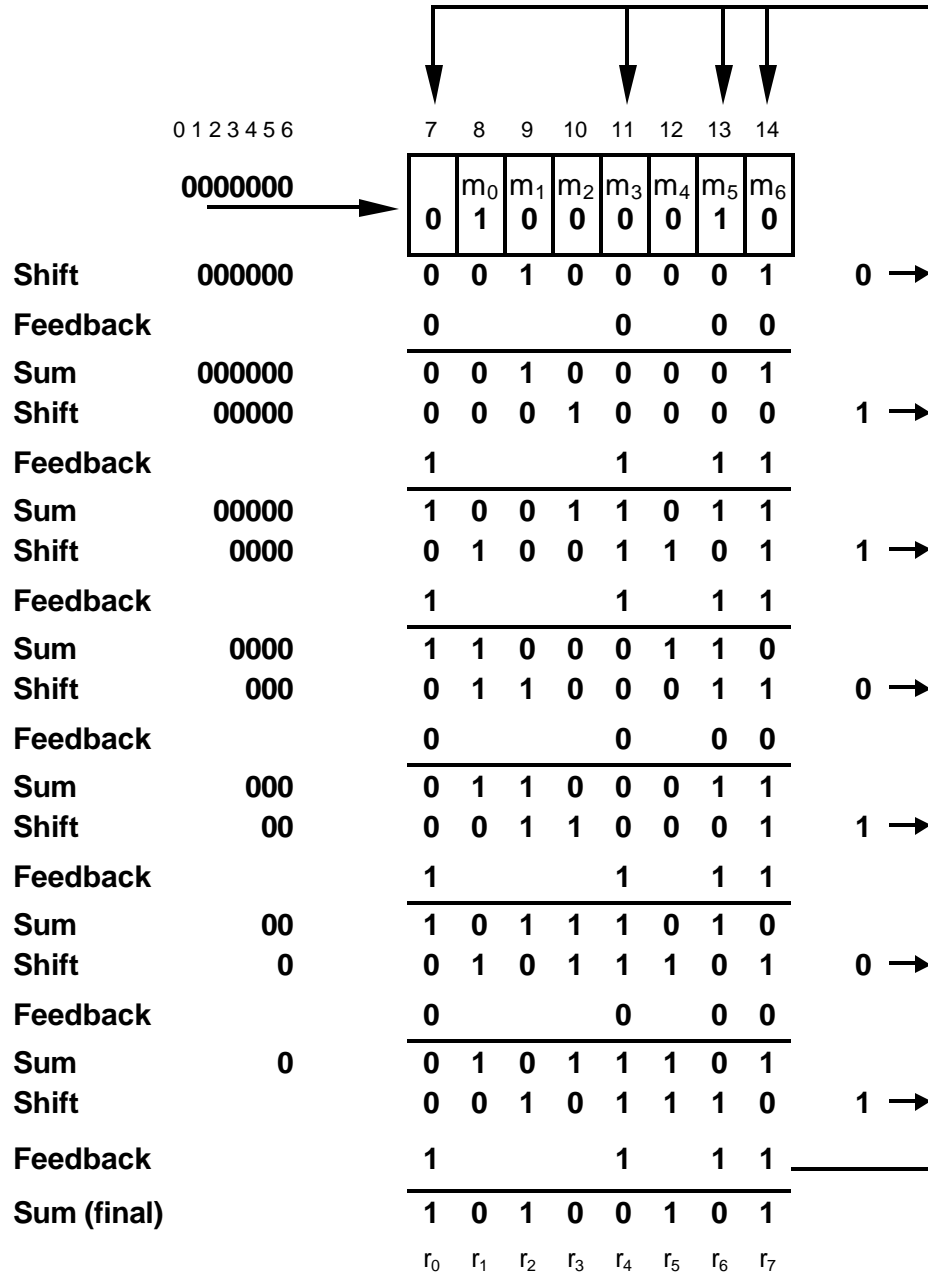 0 1 2 3 4 5 6 7 8 9 10 11 12 13 14
0000000 m0 m1 m2 m3 m4 m5 m6
0 1 0 0 0 0 1 0
Shift 000000 0 0 1 0 0 0 0 1 0
Feedback 0 0 0 0
Sum 000000 0 0 1 0 0 0 0 1
Shift 00000 0 0 0 1 0 0 0 0 1
Feedback 1 1 1 1
Sum 00000 1 0 0 1 1 0 1 1
Shift 0000 0 1 0 0 1 1 0 1 1
Feedback 1 1 1 1
Sum 0000 1 1 0 0 0 1 1 0
Shift 000 0 1 1 0 0 0 1 1 0
Feedback 0 0 0 0
Sum 000 0 1 1 0 0 0 1 1
Shift 00 0 0 1 1 0 0 0 1 1
Feedback 1 1 1 1
Sum 00 1 0 1 1 1 0 1 0
Shift 0 0 1 0 1 1 1 0 1 0
Feedback 0 0 0 0
Sum 0 0 1 0 1 1 1 0 1
Shift 0 0 1 0 1 1 1 0 1
Feedback 1 1 1 1
Sum (final) 1 0 1 0 0 1 0 1
r0 r1 r2 r3 r4 r5 r6 r7